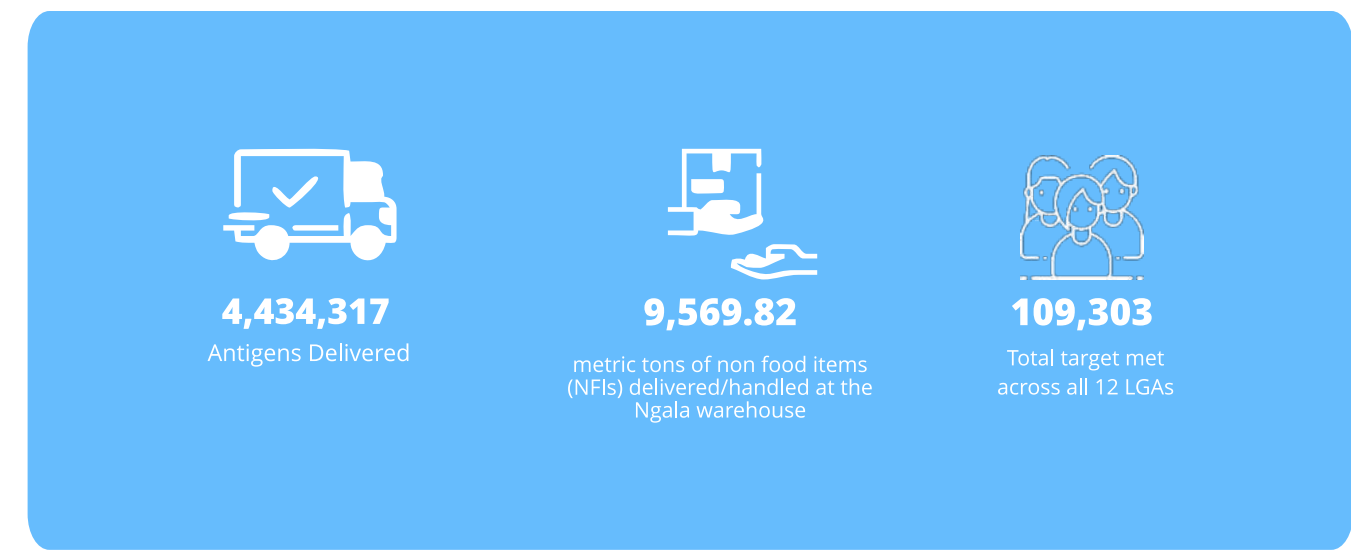 4,434,317
Antigens Delivered
9,569.82
metric tons of non food items
(NFIs) delivered/handled at the
Ngala warehouse
109,303
Total target met
across all 12 LGAs